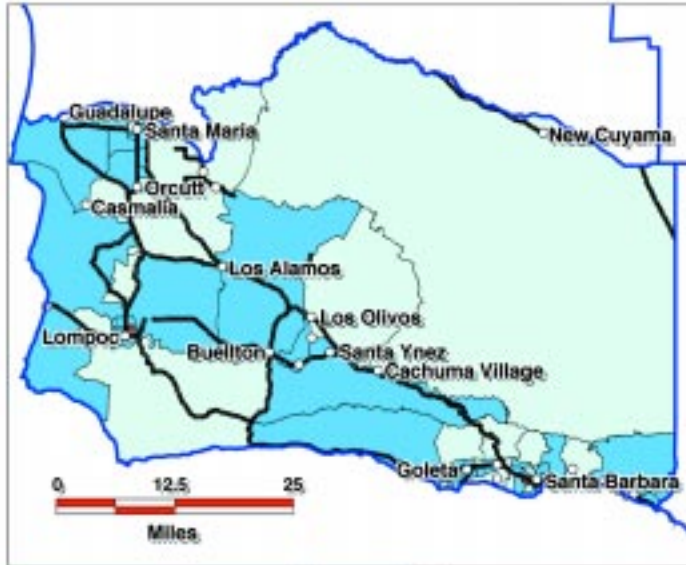 Guadalupe
Santa Maria
New Cuyama
Orcutt
Casmalia
Los Alamos
Los Olivos
Lompoc
Buellton
Santa Ynez
Cachuma Village
Goleta
Santa Barbara
0 12.5 25
Miles